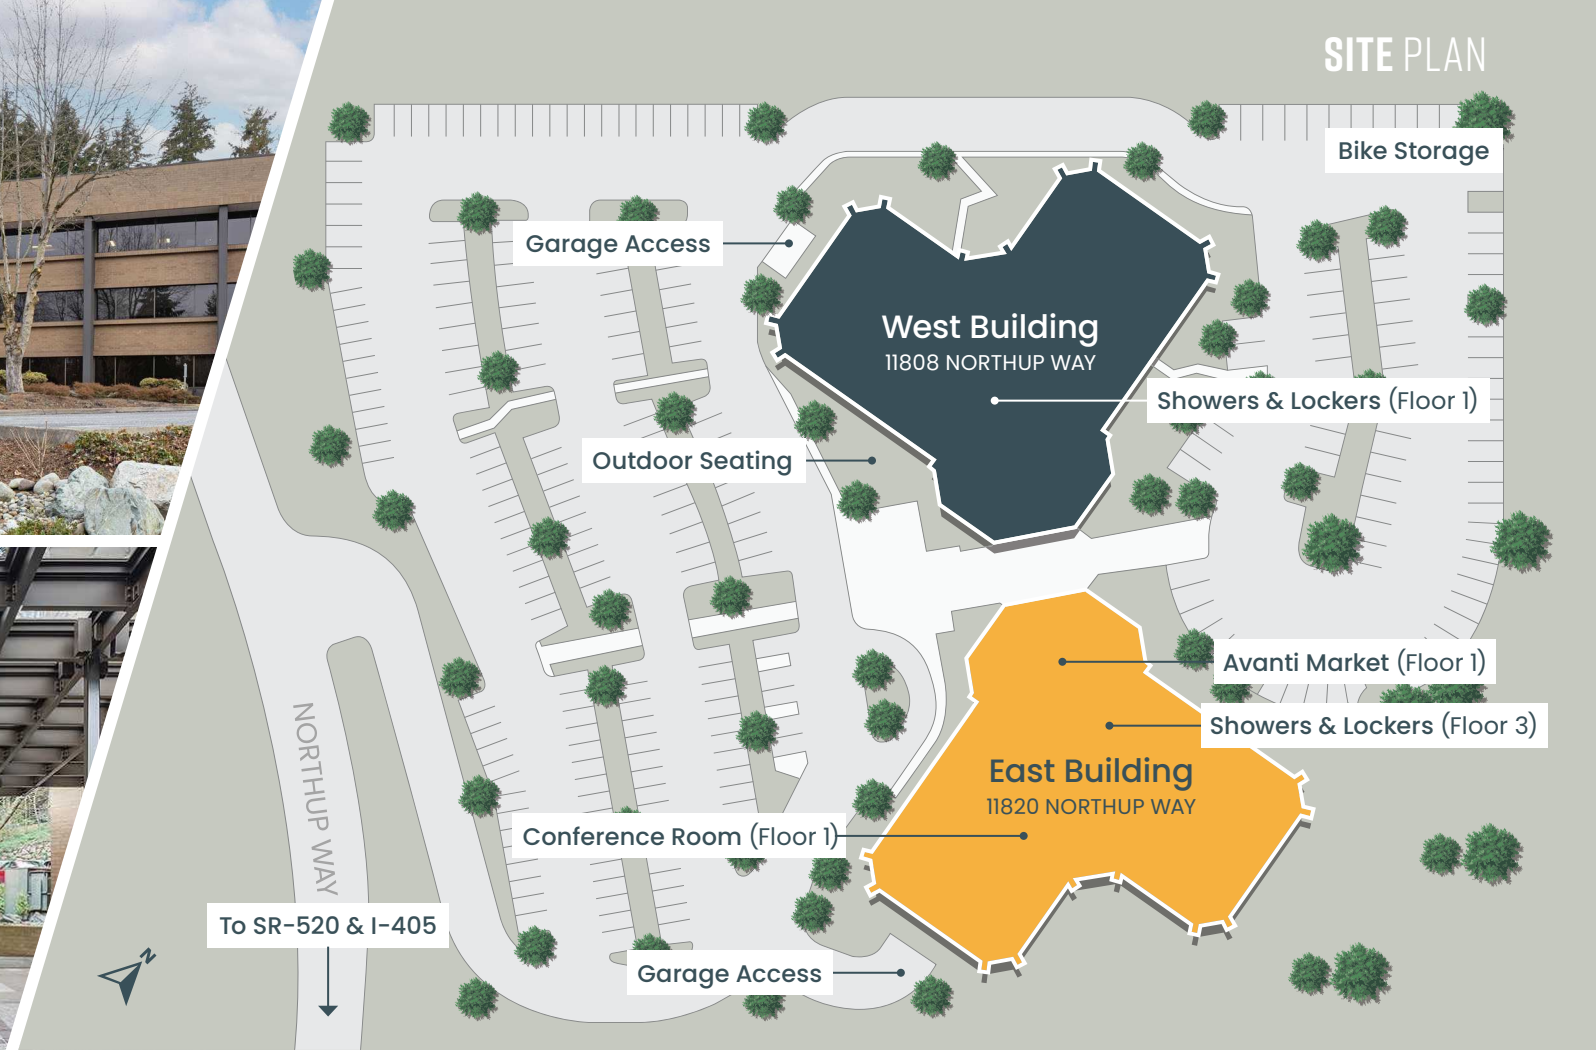 SITE PLAN
Bike Storage
Garage Access
West Building
11808 NORTHUP WAY
Showers & Lockers (Floor 1)
Outdoor Seating
Avanti Market (Floor 1)
Showers & Lockers (Floor 3)
East Building
11820 NORTHUP WAY
Conference Room (Floor 1)
NORTHUP WAY
To SR-520 & I-405
N
Garage Access